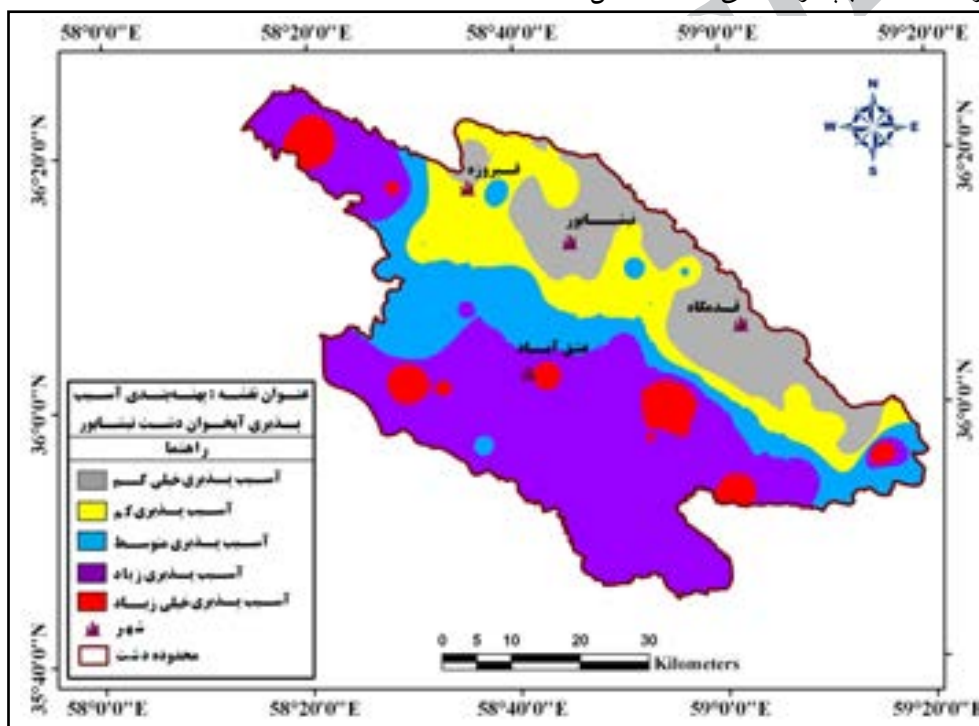 58°0'0"E 58°20'0"E 58°40'0"E 59°0'0"E 59°20'0"E
36°20'0"N
36°20'0"N
36°0'0"N
36°0'0"N
35°40'0"N
N
W E
S
فیروزه
نیشابور
قدمگاه
عشق آباد
عنوان نقشه : پهنه‌بندی آسیب
پذیری آبخوان دشت نیشابور
راهنما
آسیب پذیری خیلی کم
آسیب پذیری کم
آسیب پذیری متوسط
آسیب پذیری زیاد
آسیب پذیری خیلی زیاد
شهر
محدوده دشت
0 5 10 20 30
Kilometers
58°0'0"E 58°20'0"E 58°40'0"E 59°0'0"E 59°20'0"E